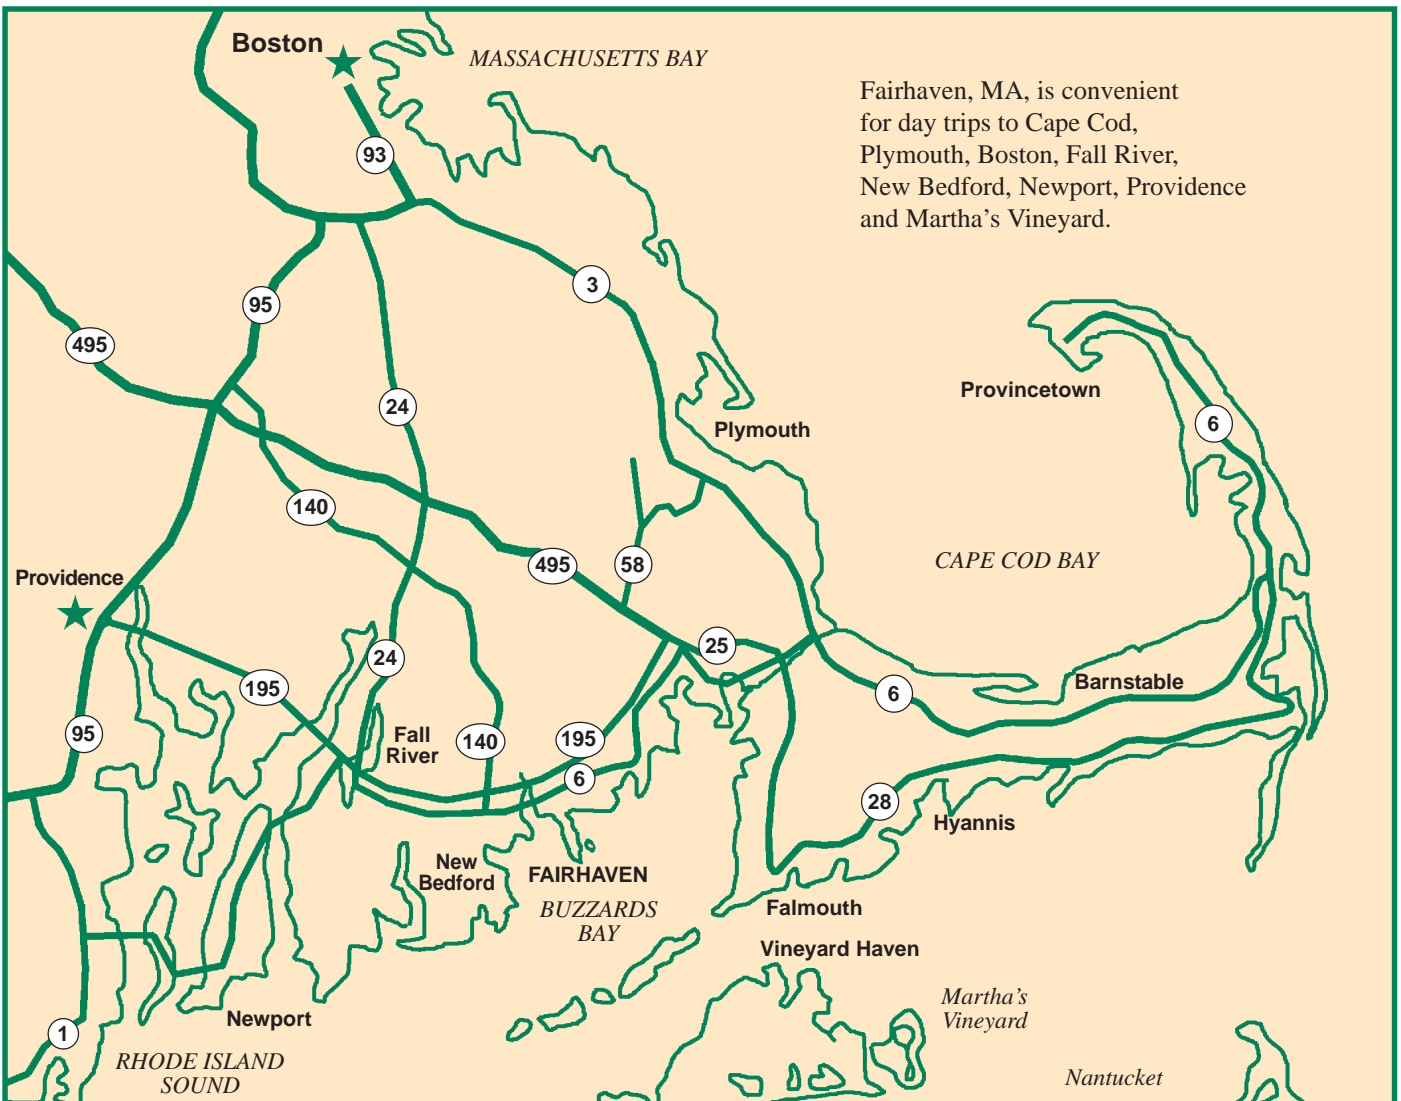 Boston
MASSACHUSETTS BAY
Fairhaven, MA, is convenient
for day trips to Cape Cod,
Plymouth, Boston, Fall River,
New Bedford, Newport, Providence
and Martha's Vineyard.
93
3
95
495
24
Provincetown
6
Plymouth
140
495
58
CAPE COD BAY
Providence
24
25
195
6
Barnstable
95
Fall
River
140
195
6
28
Hyannis
New
Bedford
FAIRHAVEN
BUZZARDS
BAY
Falmouth
Vineyard Haven
Martha's
Vineyard
Newport
1
RHODE ISLAND
SOUND
Nantucket